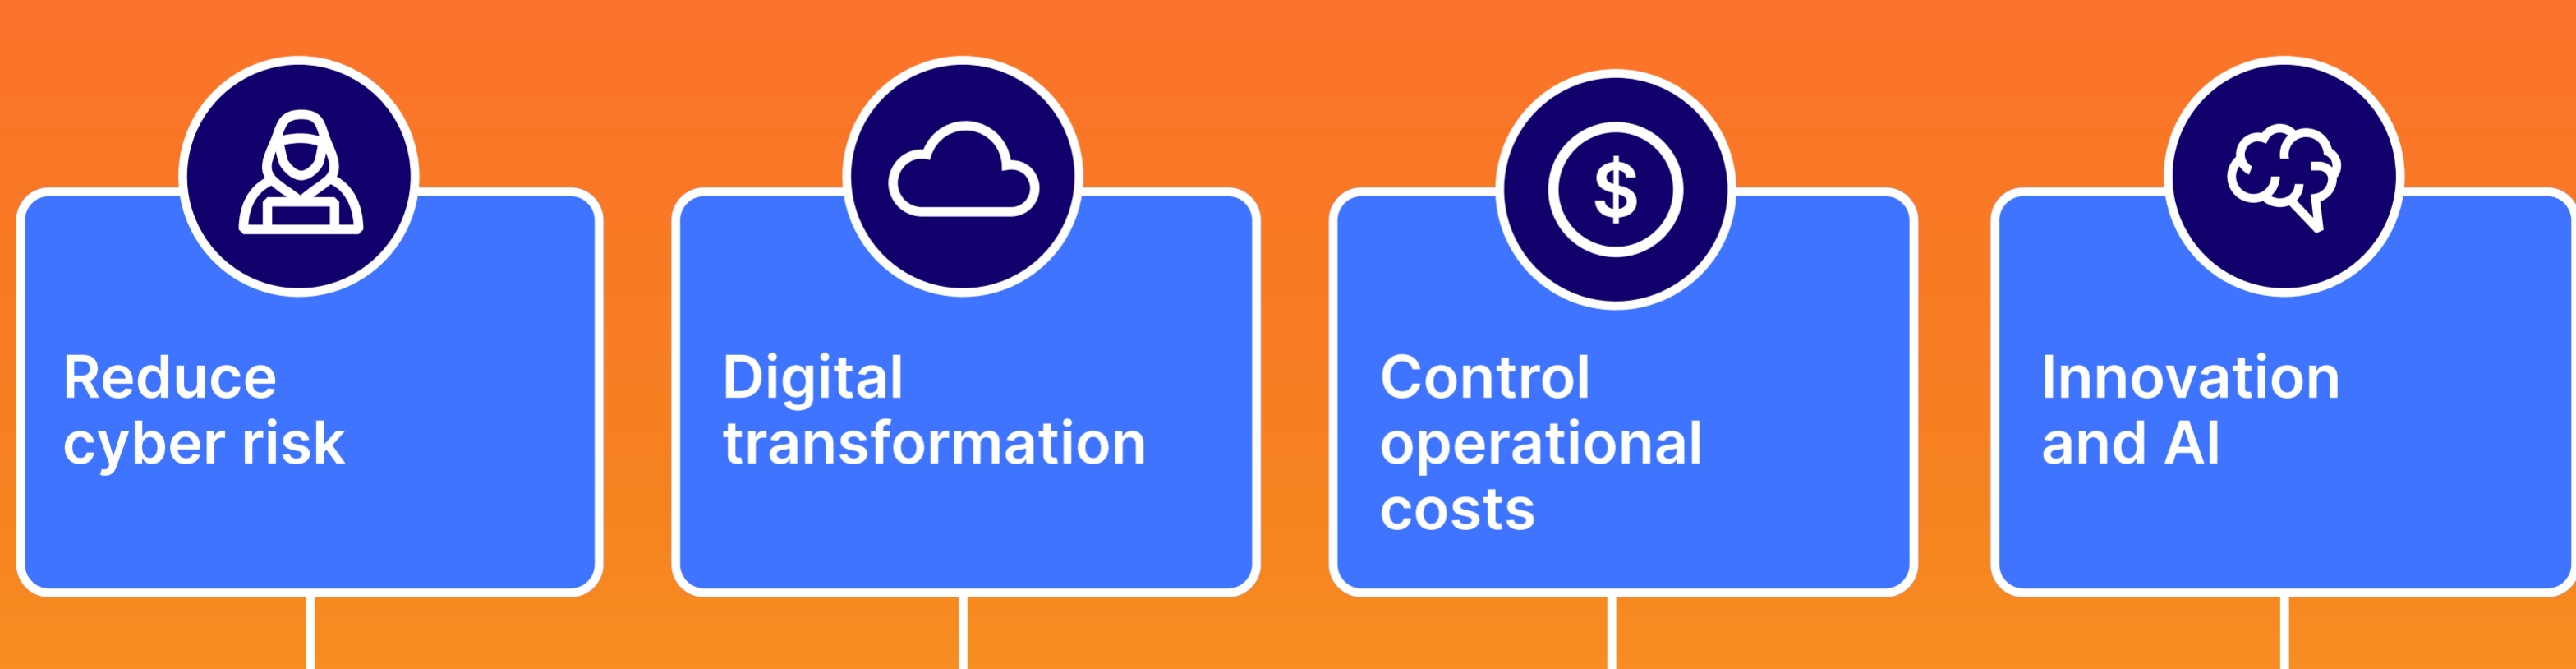 Reduce
cyber risk
Digital
transformation
$
Control
operational
costs
Innovation
and AI